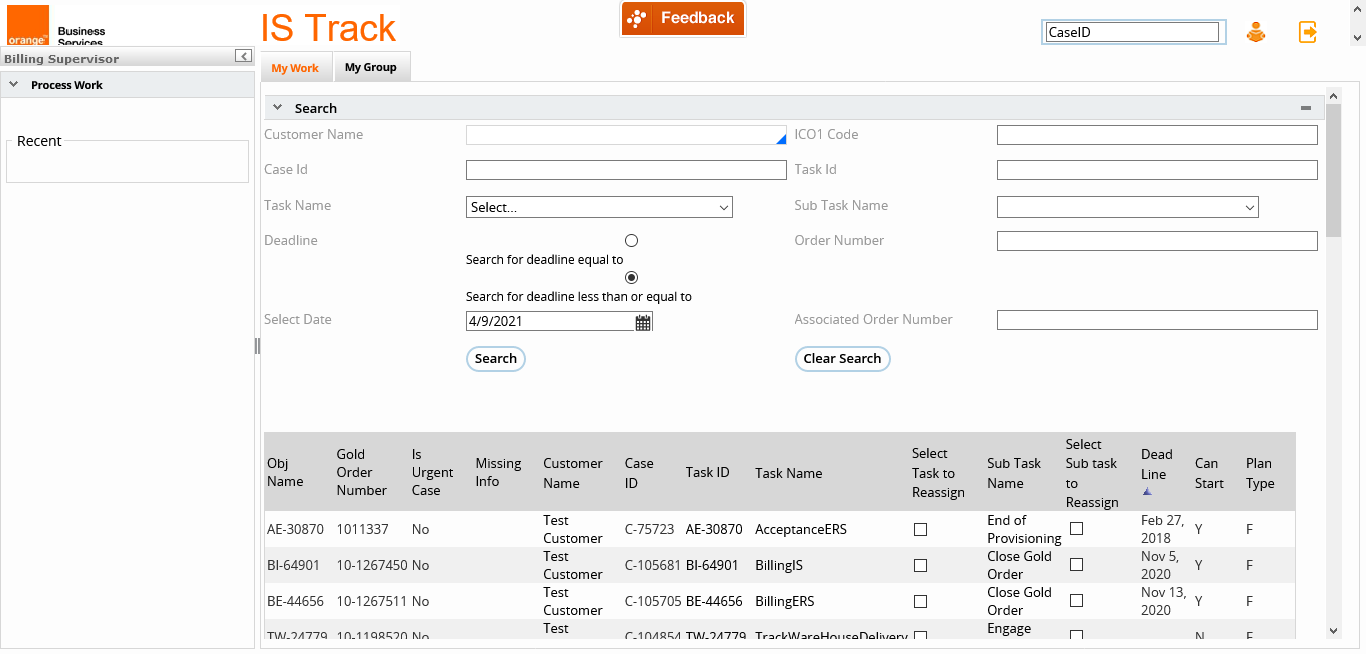 orange™
Business
Services
IS Track
Feedback
CaseID
Billing Supervisor
My Work
My Group
Process Work
Recent
Search
Customer Name
ICO1 Code
Case Id
Task Id
Task Name
Select...
Sub Task Name
Deadline
Order Number
Search for deadline equal to
Search for deadline less than or equal to
Select Date
4/9/2021
Associated Order Number
Search
Clear Search
Obj Name
Gold Order Number
Is Urgent Case
Missing Info
Customer Name
Case ID
Task ID
Task Name
Select Task to Reassign
Sub Task Name
Select Sub task to Reassign
Dead Line
Can Start
Plan Type
AE-30870 1011337 No Test Customer C-75723 AE-30870 AcceptanceERS End of Provisioning Feb 27, 2018 Y F
BI-64901 10-1267450 No Test Customer C-105681 BI-64901 BillingIS Close Gold Order Nov 5, 2020 Y F
BE-44656 10-1267511 No Test Customer C-105705 BE-44656 BillingERS Close Gold Order Nov 13, 2020 Y F
TW-24779 10-1198520 No Test C-104854 TW-24779 TrackWareHouseDelivery Engage N F